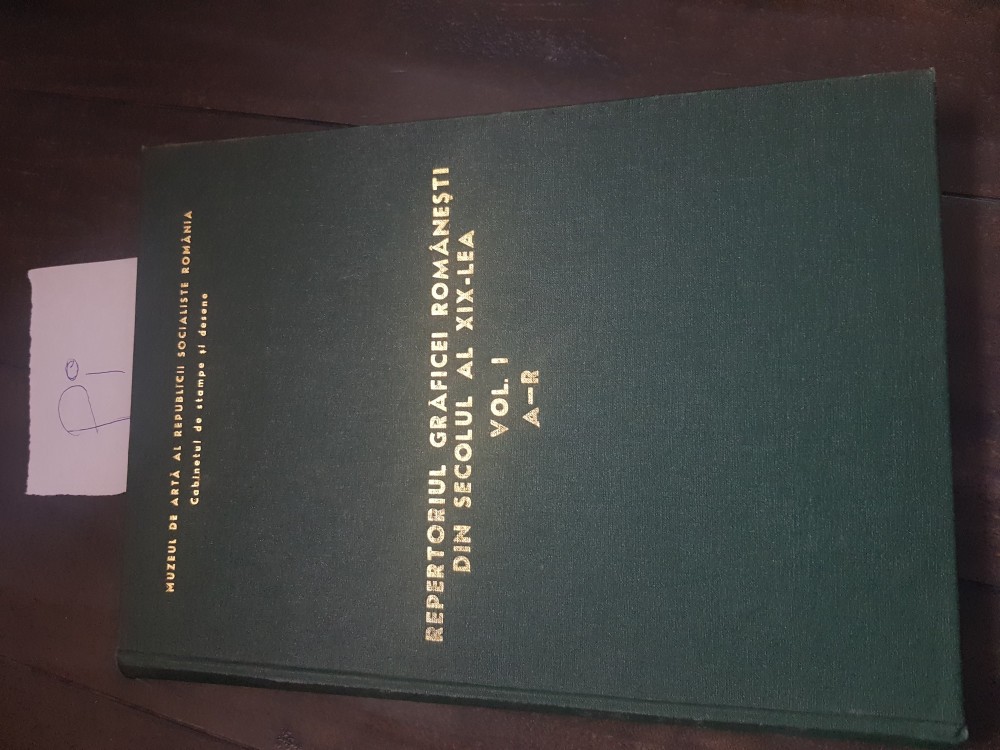 MUZEUL DE ARTĂ AL REPUBLICII SOCIALISTE ROMÂNIA
Cabinetul de stampe și desene
REPERTORIUL GRAFICEI ROMÂNEȘTI
DIN SECOLUL AL XIX-LEA
VOL. I
A-R